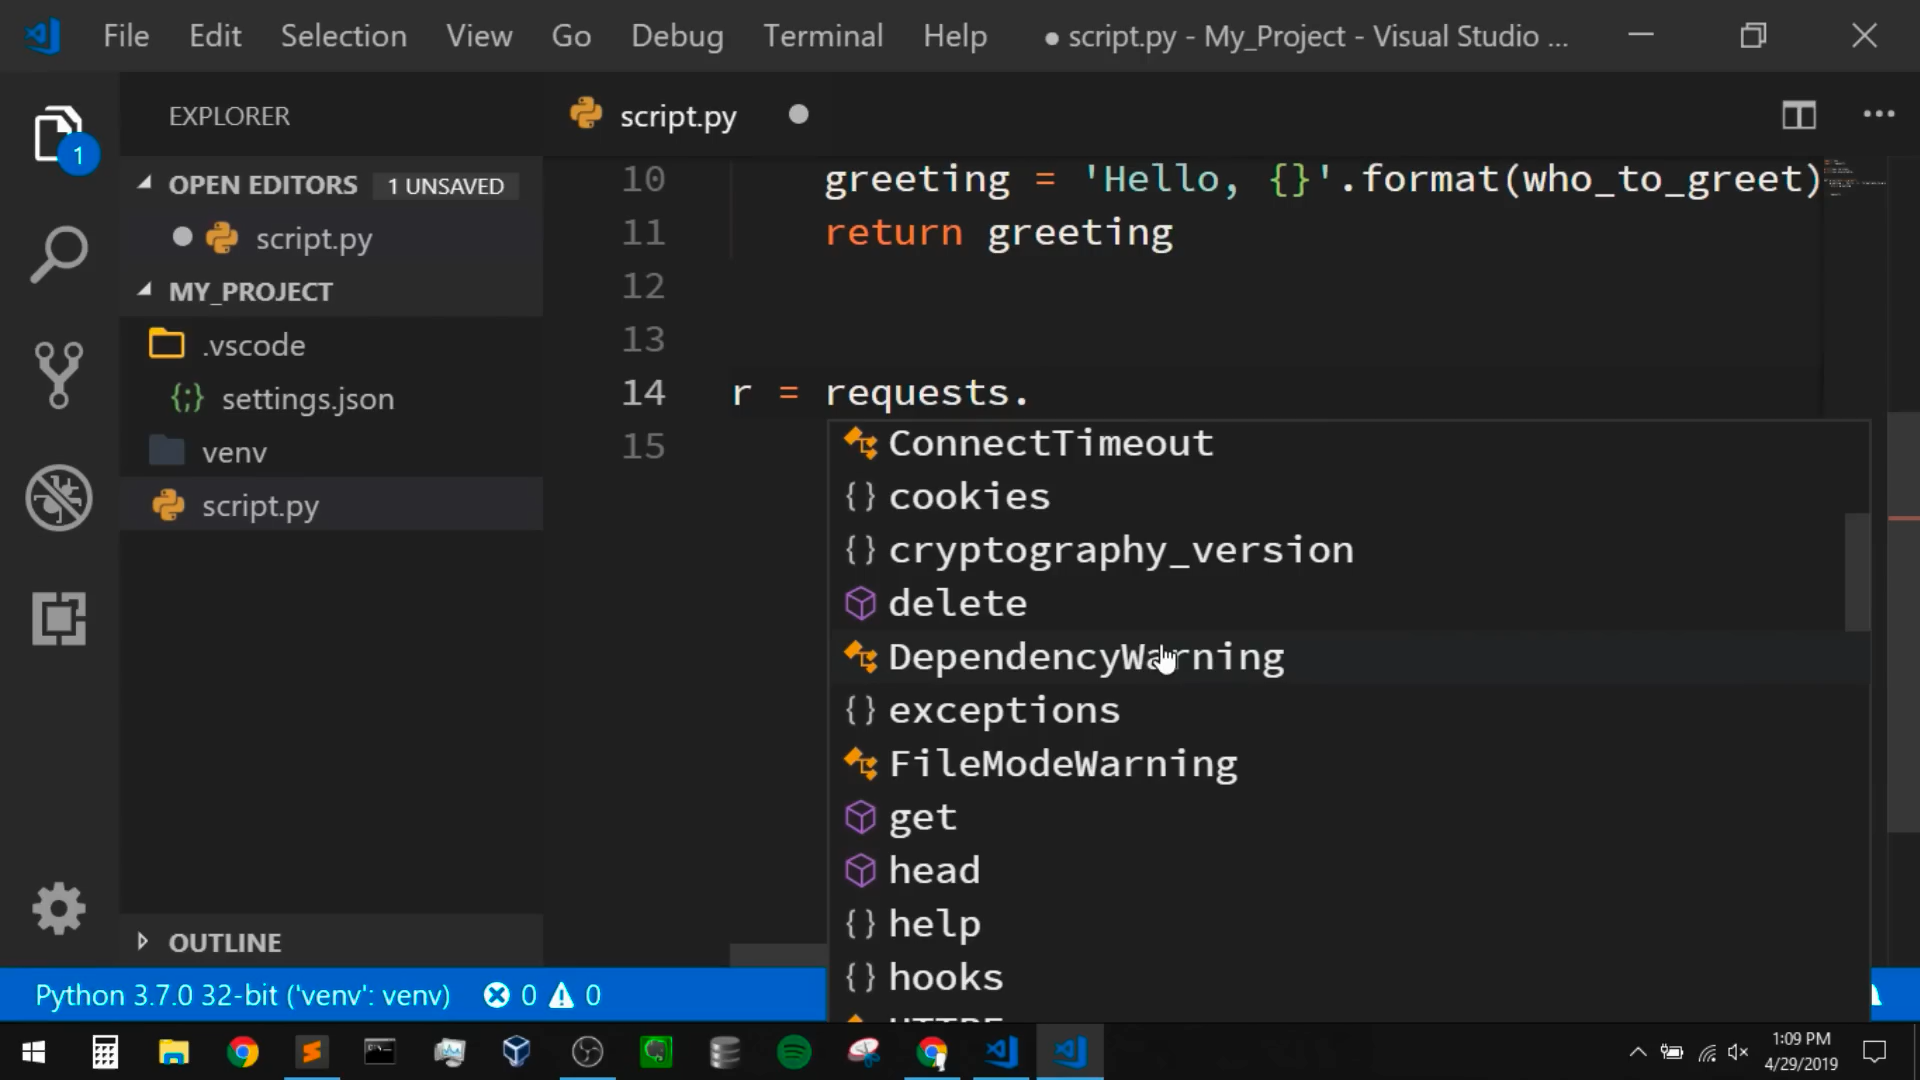 File Edit Selection View Go Debug Terminal Help ● script.py - My_Project - Visual Studio ...
1
EXPLORER
script.py
OPEN EDITORS 1 UNSAVED
script.py
MY_PROJECT
.vscode
{;} settings.json
venv
script.py
OUTLINE
10 greeting = 'Hello, {}'.format(who_to_greet)
11 return greeting
12
13
14 r = requests.
15
ConnectTimeout
{} cookies
{} cryptography_version
delete
DependencyWarning
{} exceptions
FileModeWarning
get
head
{} help
{} hooks
Python 3.7.0 32-bit ('venv': venv) 0 0
1:09 PM
4/29/2019